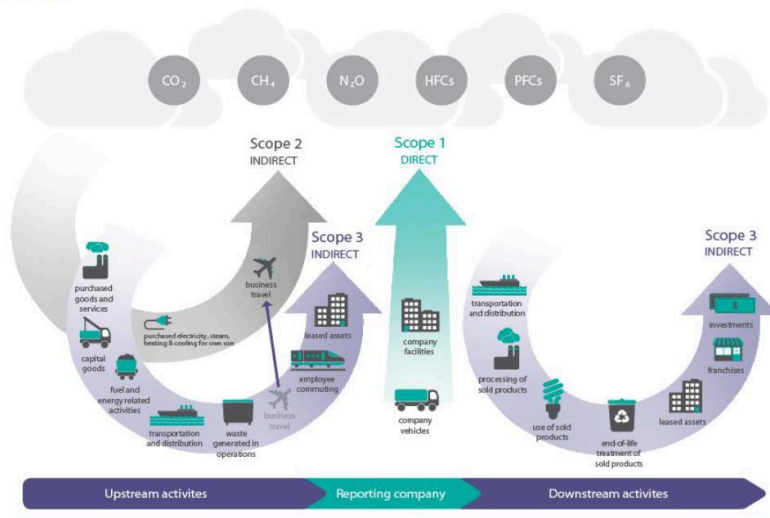 CO₂
CH₄
N₂O
HFCs
PFCs
SF₆
Scope 2
INDIRECT
Scope 1
DIRECT
Scope 3
INDIRECT
Scope 3
INDIRECT
purchased
goods and
services
capital
goods
fuel and
energy related
activities
purchased electricity, steam,
heating & cooling for own use
transportation
and distribution
waste
generated in
operations
business
travel
business
travel
employee
commuting
leased assets
company
facilities
company
vehicles
transportation
and distribution
processing of
sold products
use of sold
products
end-of-life
treatment of
sold products
leased assets
franchises
investments
$
Upstream activites
Reporting company
Downstream activites